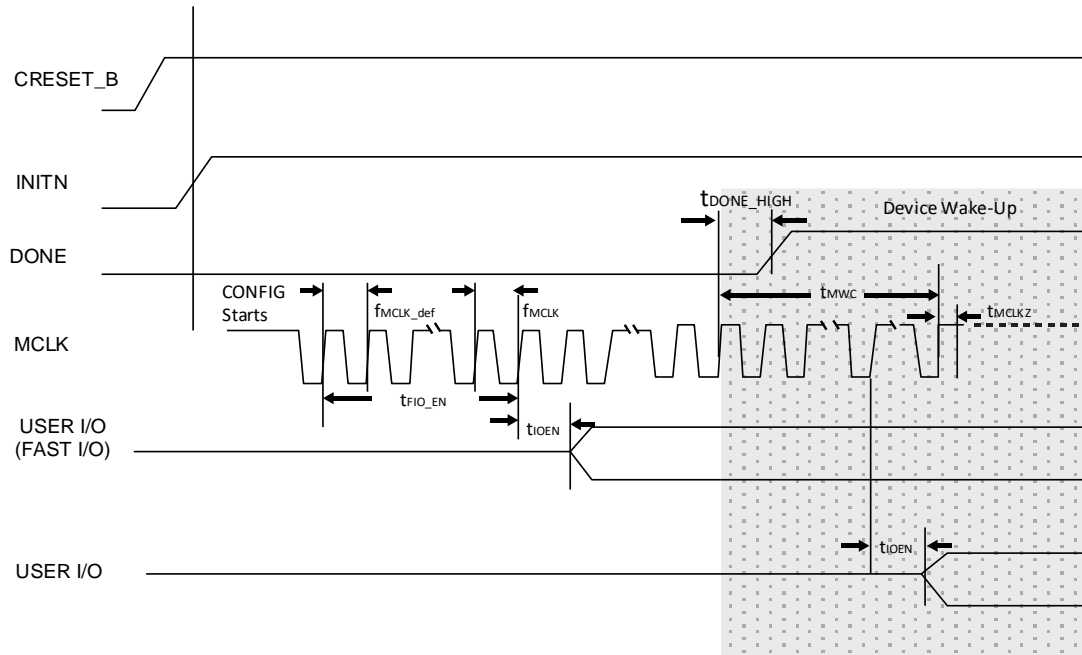 CRESET_B
INITN
tDONE_HIGH
Device Wake-Up
DONE
CONFIG
Starts
fMCLK_def
fMCLK
tMWC
tMCLKZ
MCLK
tFIO_EN
USER I/O
(FAST I/O)
tIOEN
tIOEN
USER I/O